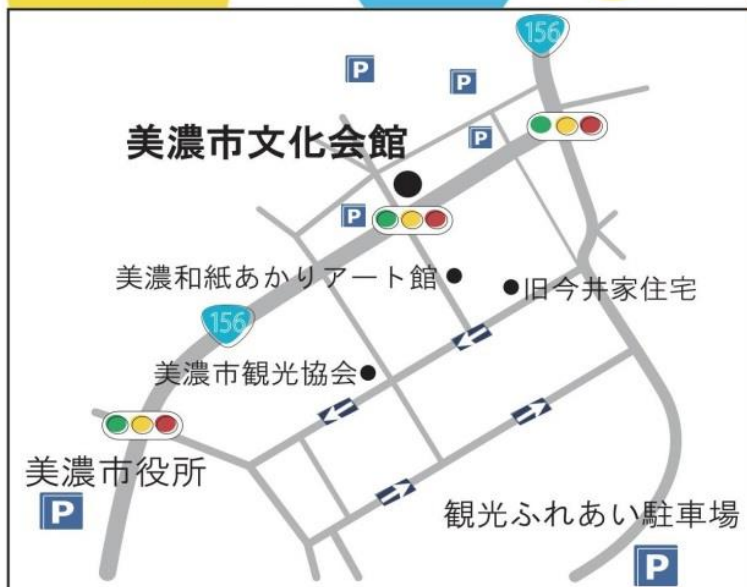 156
P
P
美濃市文化会館
P
P
美濃和紙あかりアート館
旧今井家住宅
156
美濃市観光協会
美濃市役所
P
観光ふれあい駐車場
P